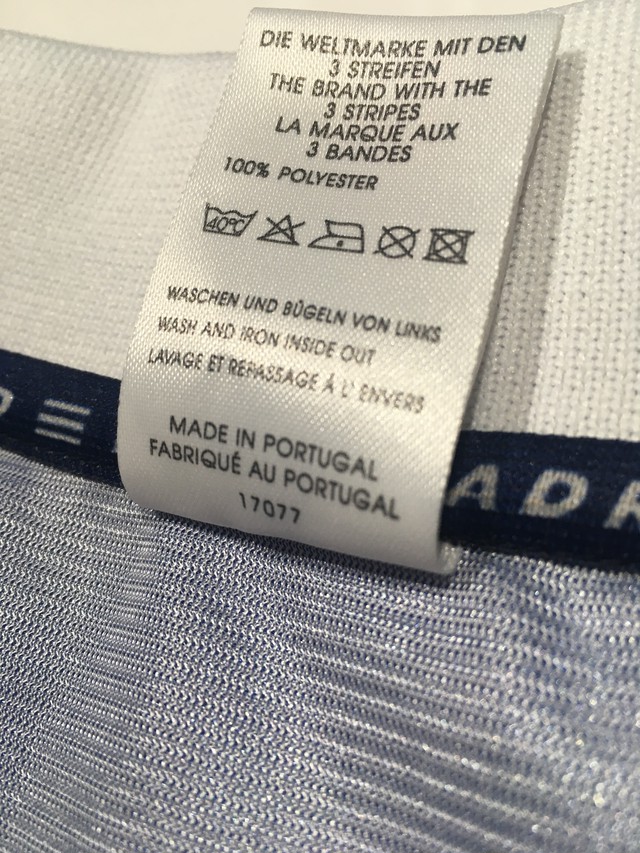 DIE WELTMARKE MIT DEN
3 STREIFEN
THE BRAND WITH THE
3 STRIPES
LA MARQUE AUX
3 BANDES
100% POLYESTER
40°C
WASCHEN UND BÜGELN VON LINKS
WASH AND IRON INSIDE OUT
LAVAGE ET REPASSAGE À L'ENVERS
MADE IN PORTUGAL
FABRIQUÉ AU PORTUGAL
17077
ADR